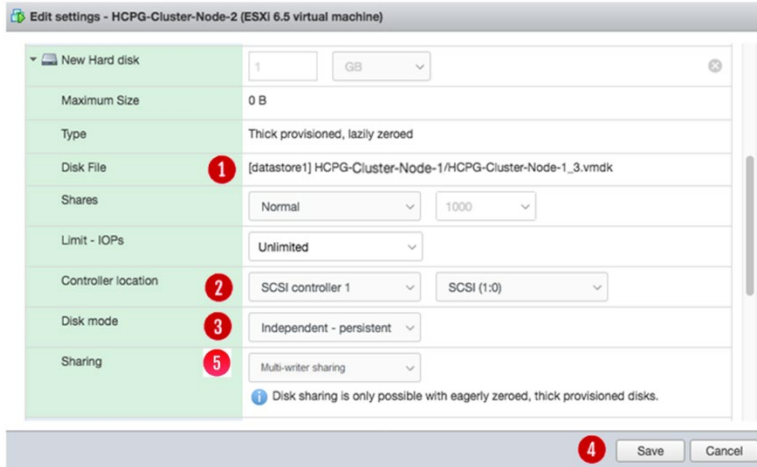 Edit settings - HCPG-Cluster-Node-2 (ESXi 6.5 virtual machine)
New Hard disk 1 GB
Maximum Size 0 B
Type Thick provisioned, lazily zeroed
Disk File 1 [datastore1] HCPG-Cluster-Node-1/HCPG-Cluster-Node-1_3.vmdk
Shares Normal 1000
Limit - IOPs Unlimited
Controller location 2 SCSI controller 1 SCSI (1:0)
Disk mode 3 Independent - persistent
Sharing 5 Multi-writer sharing
Disk sharing is only possible with eagerly zeroed, thick provisioned disks.
4 Save Cancel